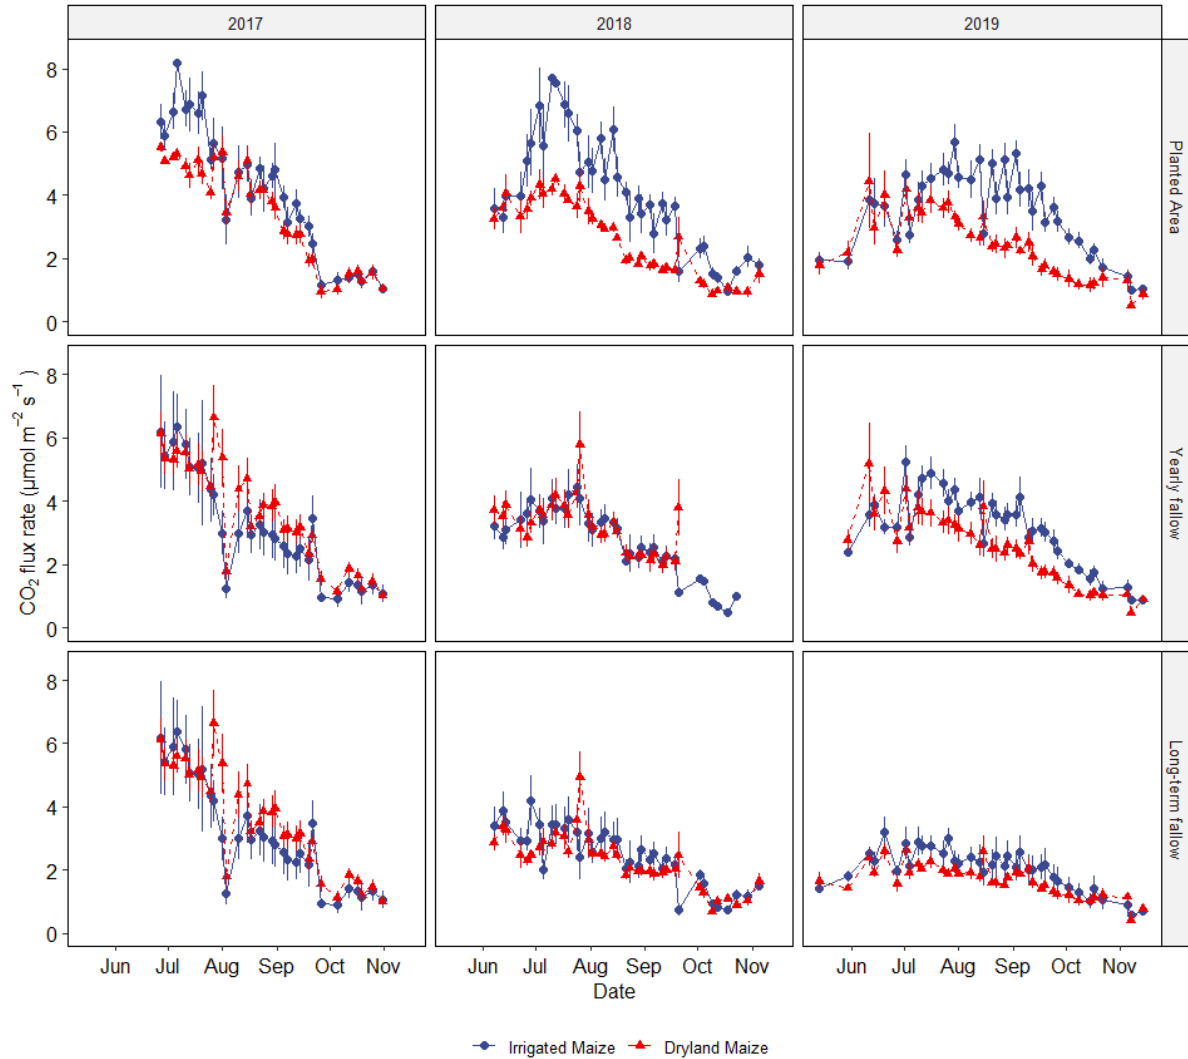 2017 2018 2019
8
6
4
2
0
Planted Area
8
6
4
2
0
Yearly fallow
8
6
4
2
0
Long-term fallow
CO₂ flux rate (µmol m⁻² s⁻¹)
Jun Jul Aug Sep Oct Nov Jun Jul Aug Sep Oct Nov Jun Jul Aug Sep Oct Nov
Date
Irrigated Maize Dryland Maize